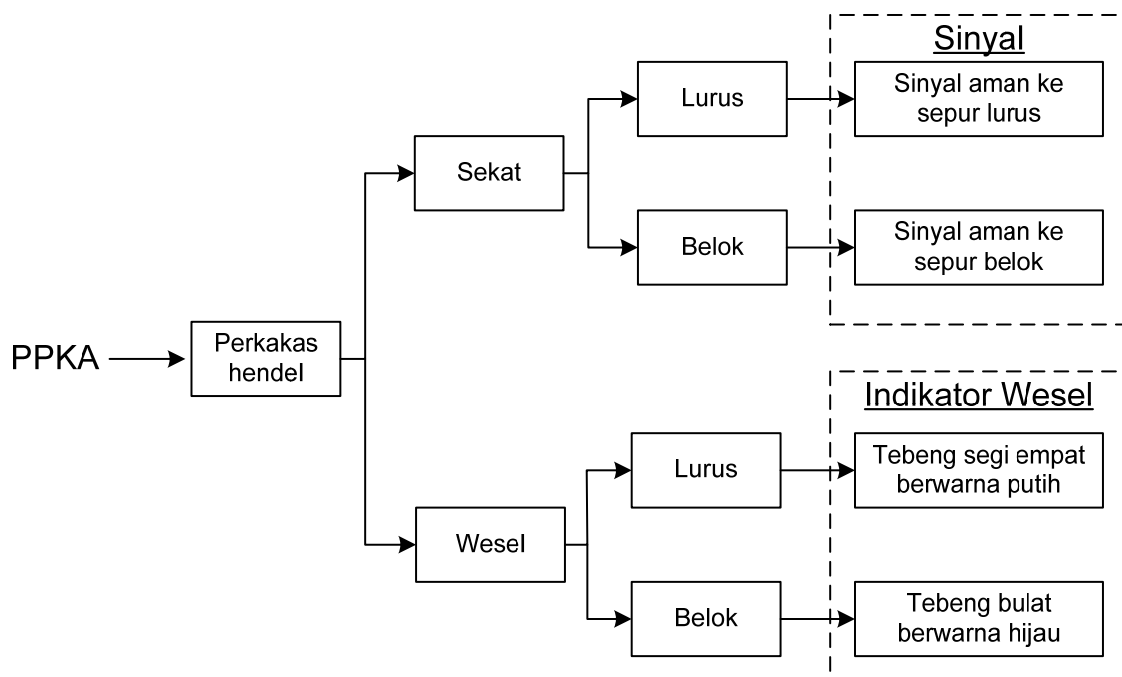 Sinyal
Lurus
Sinyal aman ke
sepur lurus
Sekat
Belok
Sinyal aman ke
sepur belok
PPKA
Perkakas
hendel
Indikator Wesel
Lurus
Tebeng segi empat
berwarna putih
Wesel
Belok
Tebeng bulat
berwarna hijau